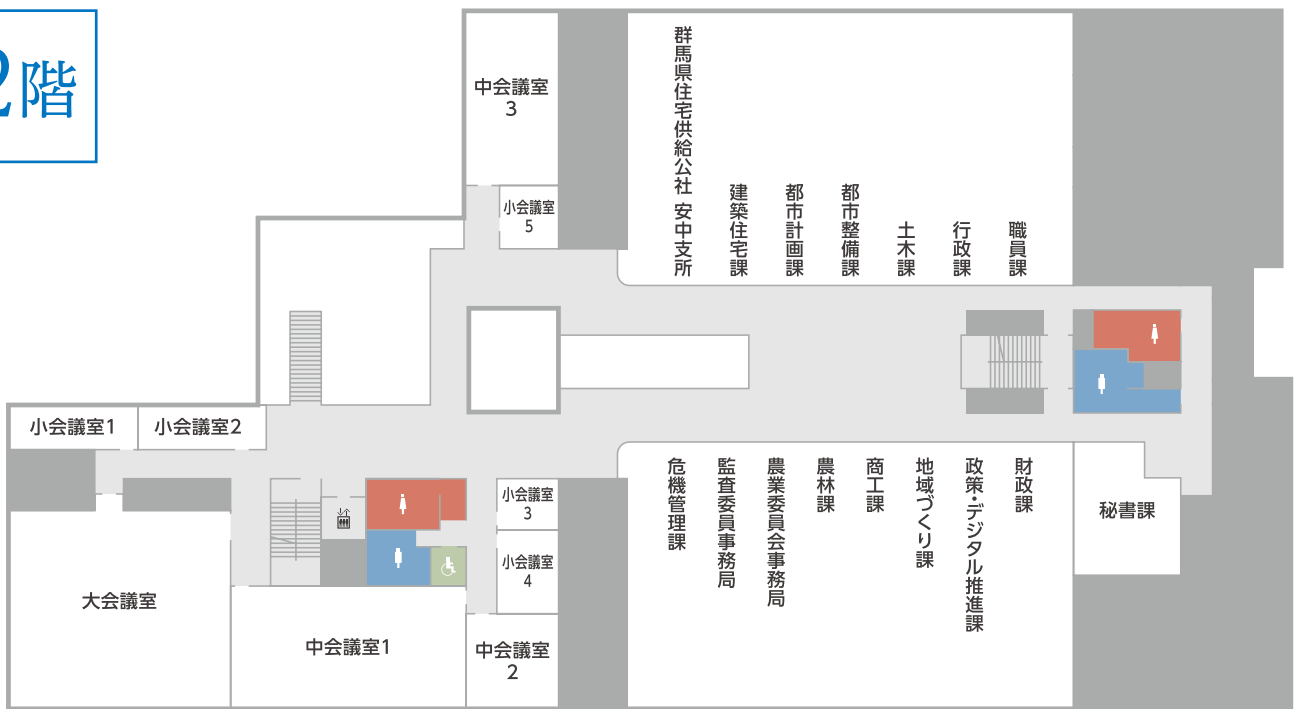 2階
中会議室
3
小会議室
5
群馬県住宅供給公社 安中支所
建築住宅課
都市計画課
都市整備課
土木課
行政課
職員課
小会議室1
小会議室2
小会議室
3
小会議室
4
大会議室
中会議室1
中会議室
2
危機管理課
監査委員事務局
農業委員会事務局
農林課
商工課
地域づくり課
政策・デジタル推進課
財政課
秘書課